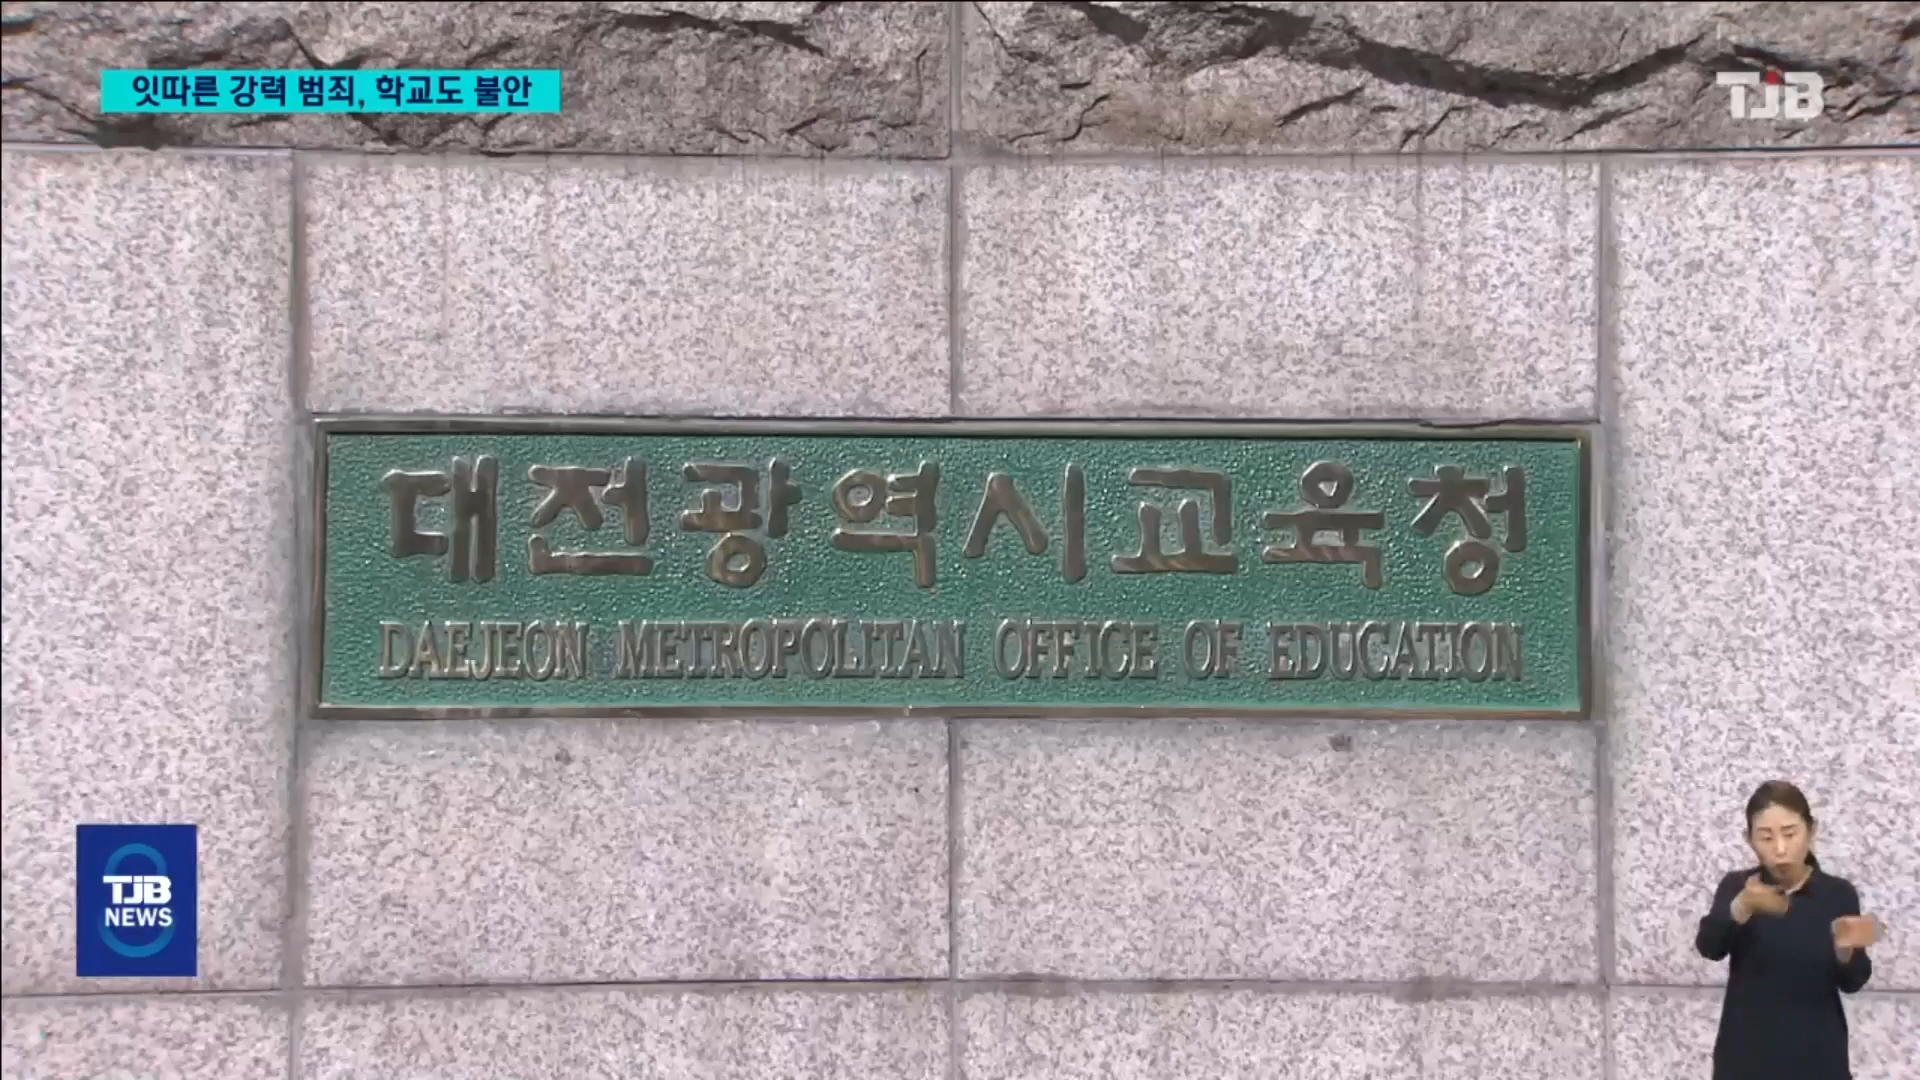 잇따른 강력 범죄, 학교도 불안
TJB
대전광역시교육청
DAEJEON METROPOLITAN OFFICE OF EDUCATION
TJB
NEWS